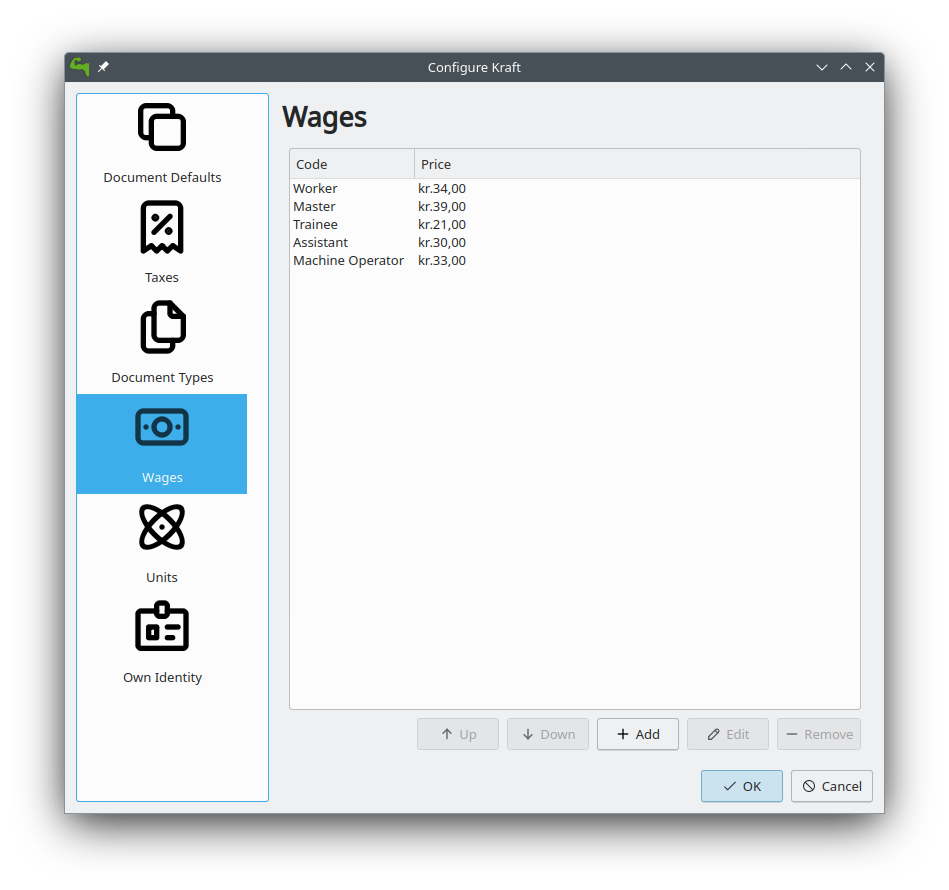 Configure Kraft
Document Defaults
Taxes
Document Types
Wages
Units
Own Identity
Wages
Code Price
Worker kr.34,00
Master kr.39,00
Trainee kr.21,00
Assistant kr.30,00
Machine Operator kr.33,00
Up Down Add Edit Remove
OK Cancel